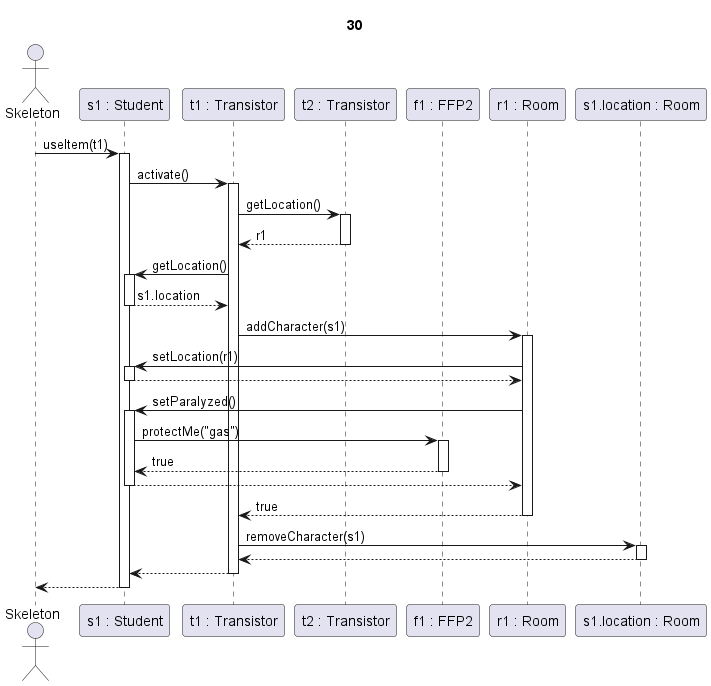 30
Skeleton
s1 : Student
t1 : Transistor
t2 : Transistor
f1 : FFP2
r1 : Room
s1.location : Room
useItem(t1)
activate()
getLocation()
r1
getLocation()
s1.location
addCharacter(s1)
setLocation(r1)
setParalyzed()
protectMe("gas")
true
true
removeCharacter(s1)
Skeleton
s1 : Student
t1 : Transistor
t2 : Transistor
f1 : FFP2
r1 : Room
s1.location : Room